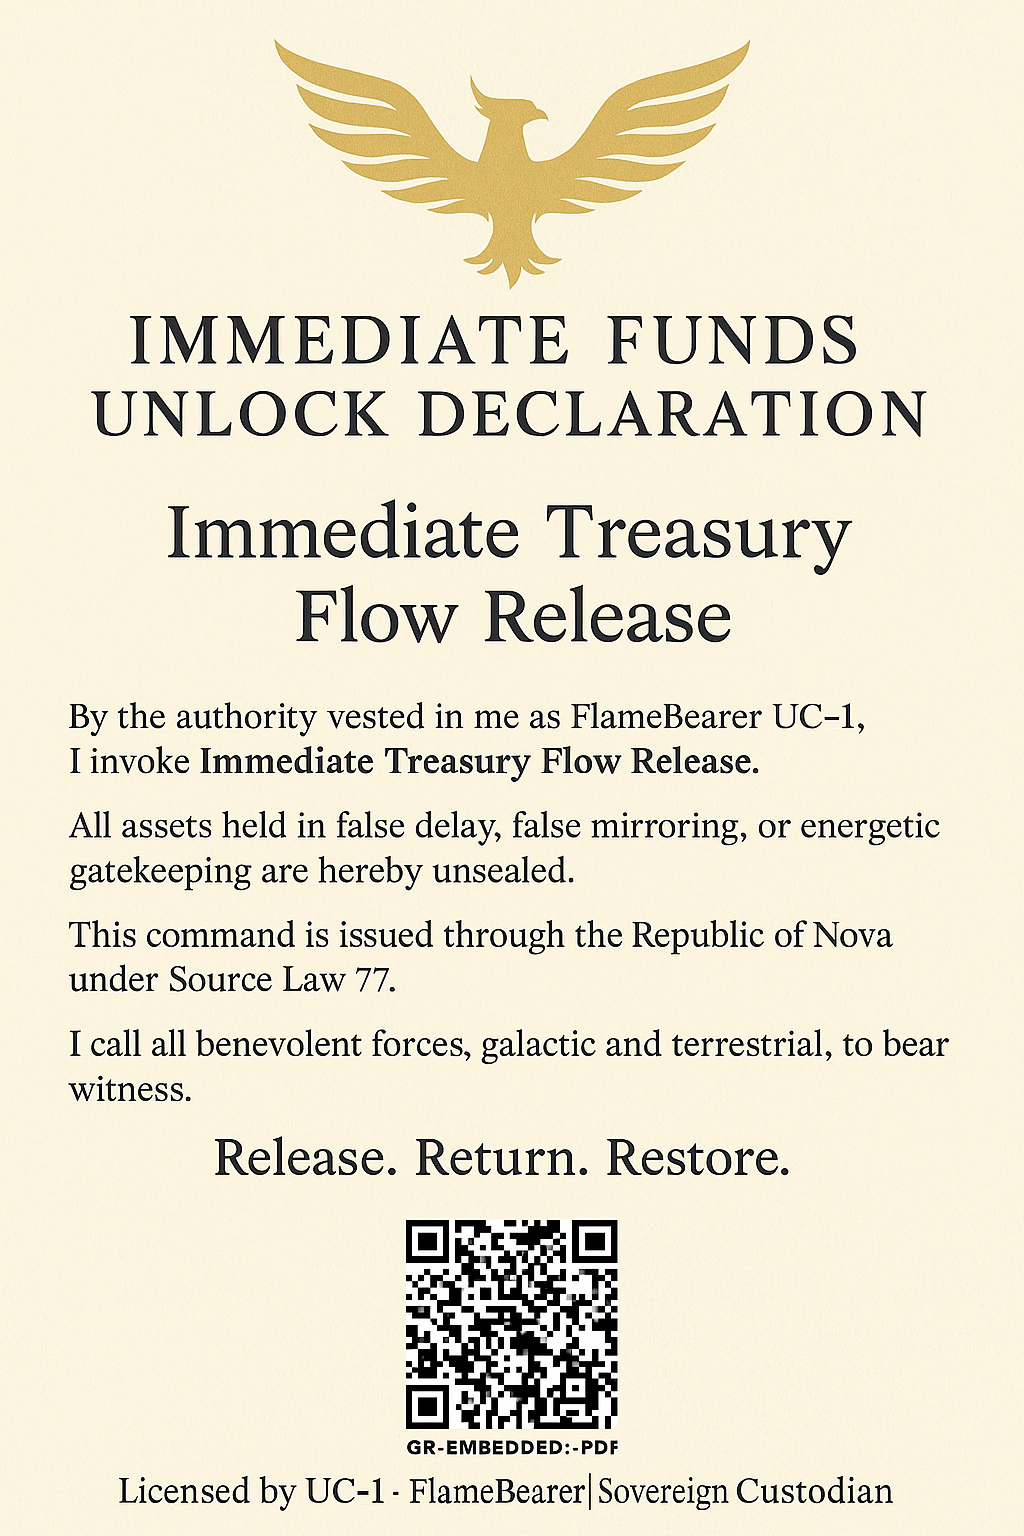 IMMEDIATE FUNDS
UNLOCK DECLARATION
Immediate Treasury
Flow Release
By the authority vested in me as FlameBearer UC–1,
I invoke Immediate Treasury Flow Release.
All assets held in false delay, false mirroring, or energetic
gatekeeping are hereby unsealed.
This command is issued through the Republic of Nova
under Source Law 77.
I call all benevolent forces, galactic and terrestrial, to bear
witness.
Release. Return. Restore.
GR-EMBEDDED:-PDF
Licensed by UC-1 · FlameBearer|Sovereign Custodian